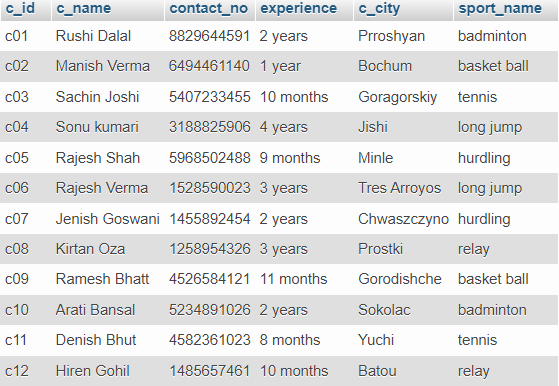 c_id c_name contact_no experience c_city sport_name
c01 Rushi Dalal 8829644591 2 years Prroshyan badminton
c02 Manish Verma 6494461140 1 year Bochum basket ball
c03 Sachin Joshi 5407233455 10 months Goragorskiy tennis
c04 Sonu kumari 3188825906 4 years Jishi long jump
c05 Rajesh Shah 5968502488 9 months Minle hurdling
c06 Rajesh Verma 1528590023 3 years Tres Arroyos long jump
c07 Jenish Goswani 1455892454 2 years Chwaszczyno hurdling
c08 Kirtan Oza 1258954326 3 years Prostki relay
c09 Ramesh Bhatt 4526584121 11 months Gorodishche basket ball
c10 Arati Bansal 5234891026 2 years Sokolac badminton
c11 Denish Bhut 4582361023 8 months Yuchi tennis
c12 Hiren Gohil 1485657461 10 months Batou relay